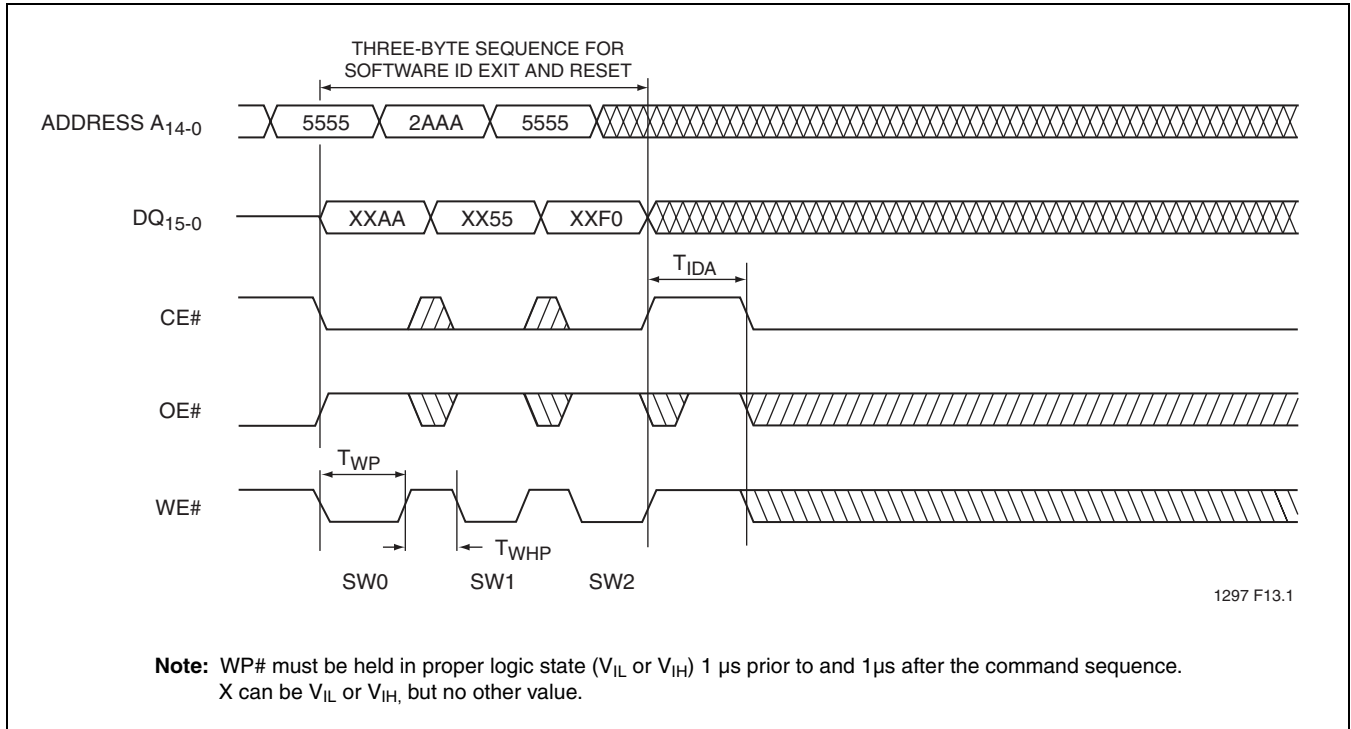 THREE-BYTE SEQUENCE FOR
SOFTWARE ID EXIT AND RESET
ADDRESS A14-0
5555
2AAA
5555
DQ15-0
XXAA
XX55
XXF0
TIDA
CE#
OE#
TWP
WE#
TWHP
SW0
SW1
SW2
1297 F13.1
Note: WP# must be held in proper logic state (VIL or VIH) 1 µs prior to and 1µs after the command sequence.
X can be VIL or VIH, but no other value.